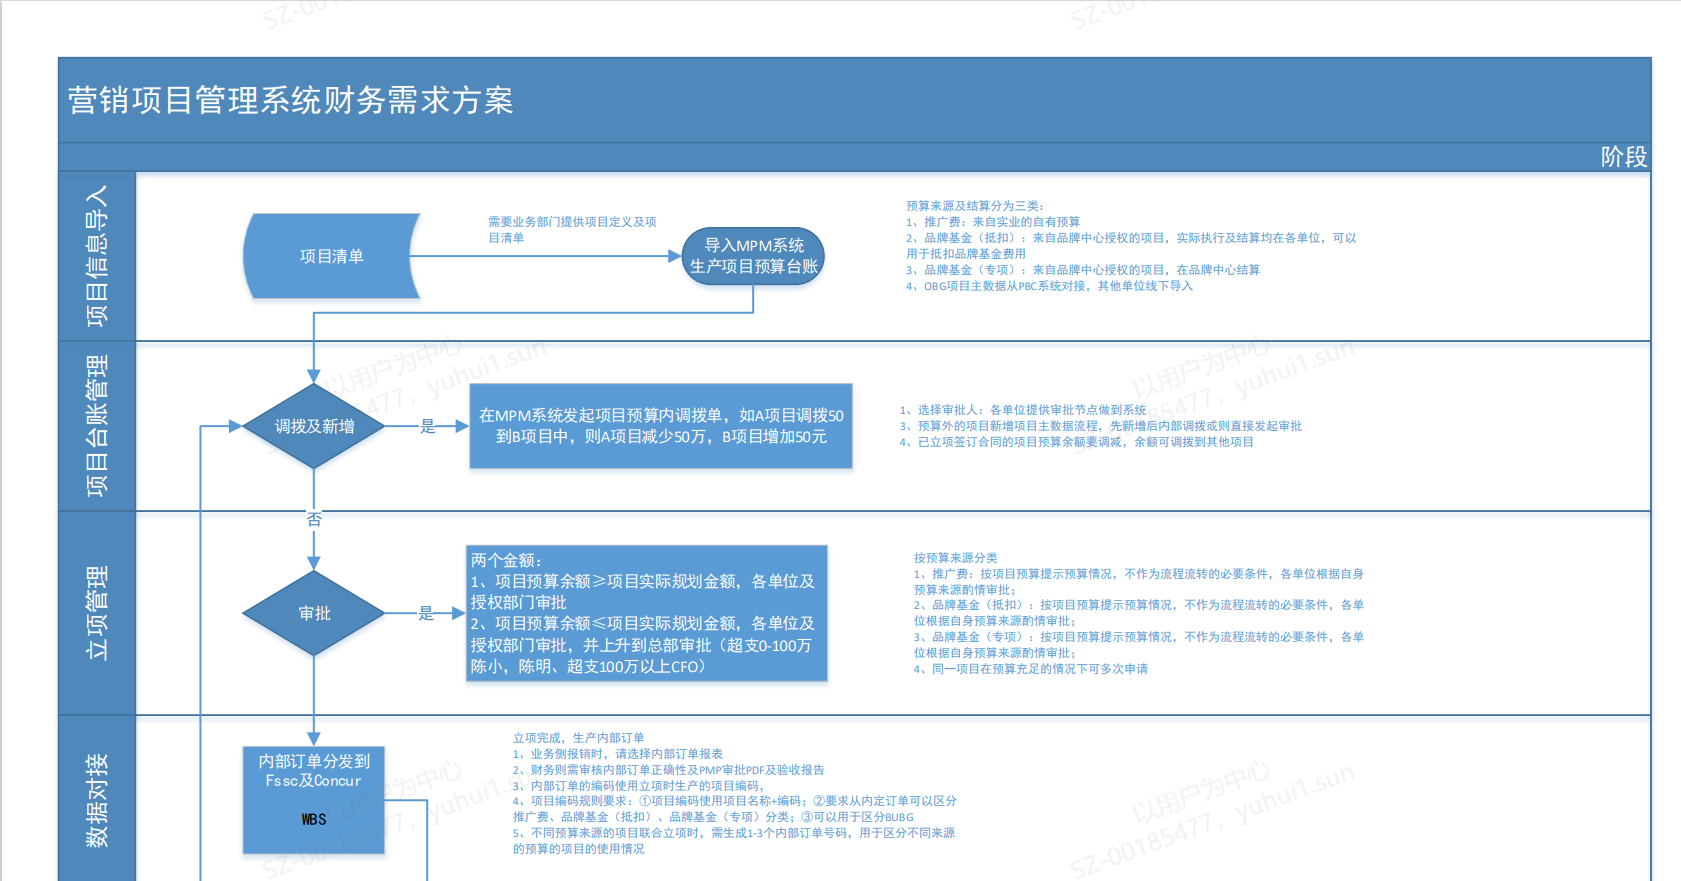 营销项目管理系统财务需求方案
阶段
项目信息导入
项目清单
需要业务部门提供项目定义及项
目清单
导入MPM系统
生产项目预算台账
预算来源及结算分为三类：
1、推广费：来自实业的自有预算
2、品牌基金（抵扣）：来自品牌中心授权的项目，实际执行及结算均在各单位，可以
用于抵扣品牌基金费用
3、品牌基金（专项）：来自品牌中心授权的项目，在品牌中心结算
4、OBG项目主数据从PBC系统对接，其他单位线下导入
项目台账管理
调拨及新增
是
在MPM系统发起项目预算内调拨单，如A项目调拨50
到B项目中，则A项目减少50万，B项目增加50元
1、选择审批人：各单位提供审批节点做到系统
3、预算外的项目新增项目主数据流程，先新增后内部调拨或则直接发起审批
4、已立项签订合同的项目预算余额要调减，余额可调拨到其他项目
否
立项管理
审批
是
两个金额：
1、项目预算余额≥项目实际规划金额，各单位及
授权部门审批
2、项目预算余额≤项目实际规划金额，各单位及
授权部门审批，并上升到总部审批（超支0-100万
陈小，陈明、超支100万以上CFO）
按预算来源分类
1、推广费：按项目预算提示预算情况，不作为流程流转的必要条件，各单位根据自身
预算来源酌情审批；
2、品牌基金（抵扣）：按项目预算提示预算情况，不作为流程流转的必要条件，各单
位根据自身预算来源酌情审批；
3、品牌基金（专项）：按项目预算提示预算情况，不作为流程流转的必要条件，各单
位根据自身预算来源酌情审批；
4、同一项目在预算充足的情况下可多次申请
数据对接
内部订单分发到
Fssc及Concur
WBS
立项完成，生产内部订单
1、业务侧报销时，请选择内部订单报表
2、财务则需审核内部订单正确性及PMP审批PDF及验收报告
3、内部订单的编码使用立项时生产的项目编码，
4、项目编码规则要求：①项目编码使用项目名称+编码；②要求从内定订单可以区分
推广费、品牌基金（抵扣）、品牌基金（专项）分类；③可以用于区分BUBG
5、不同预算来源的项目联合立项时，需生成1-3个内部订单号码，用于区分不同来源
的预算的项目的使用情况
以用户为中心
SZ-00185477，yuhui1.sun